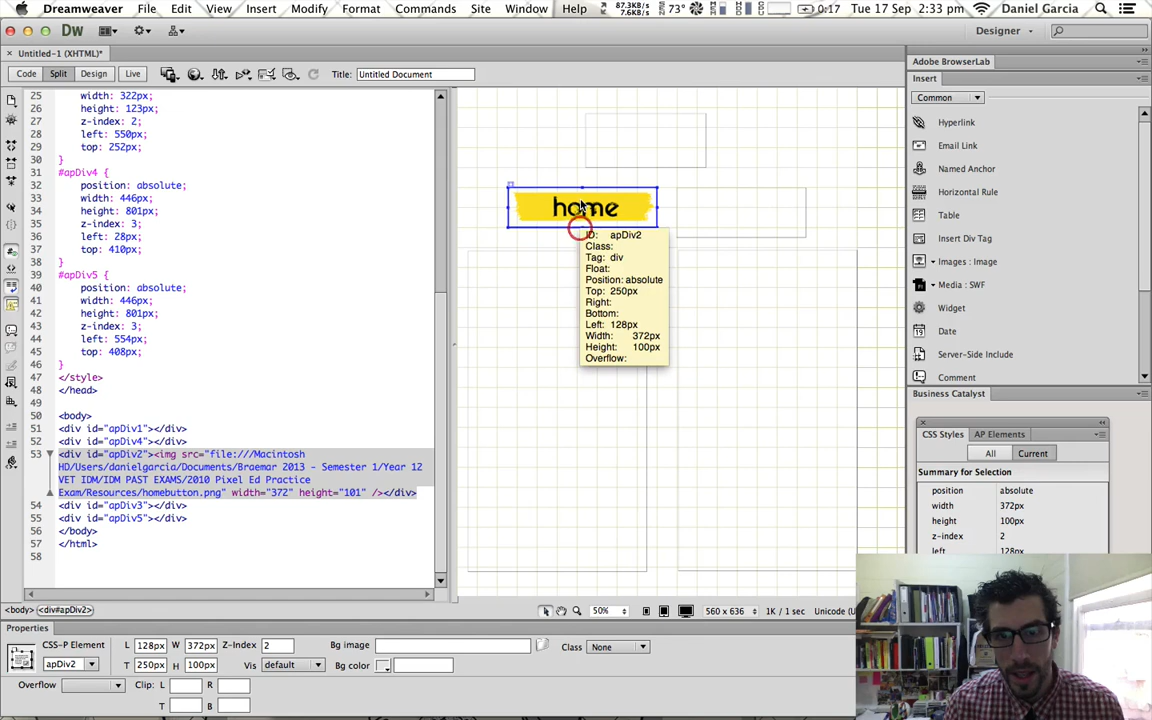 Dreamweaver File Edit View Insert Modify Format Commands Site Window Help 87.3KB 7.6KB 73° 0:17 Tue 17 Sep 2:33 pm Daniel Garcia
Dw Designer
Untitled-1 (XHTML)*
Code Split Design Live Title: Untitled Document
25 width: 322px;
26 height: 123px;
27 z-index: 2;
28 left: 550px;
29 top: 252px;
30 }
31 #apDiv4 {
32 position: absolute;
33 width: 446px;
34 height: 801px;
35 z-index: 3;
36 left: 28px;
37 top: 410px;
38 }
39 #apDiv5 {
40 position: absolute;
41 width: 446px;
42 height: 801px;
43 z-index: 3;
44 left: 554px;
45 top: 408px;
46 }
47 </style>
48 </head>
49
50 <body>
51 <div id="apDiv1"></div>
52 <div id="apDiv4"></div>
53 <div id="apDiv2"><img src="file:///Macintosh
HD/Users/danielgarcia/Documents/Braemar 2013 - Semester 1/Year 12
VET IDM/IDM PAST EXAMS/2010 Pixel Ed Practice
Exam/Resources/homebutton.png" width="372" height="101" /></div>
54 <div id="apDiv3"></div>
55 <div id="apDiv5"></div>
56 </body>
57 </html>
58
<body> <div#apDiv2>
home
ID: apDiv2
Class:
Tag: div
Float:
Position: absolute
Top: 250px
Right:
Bottom:
Left: 128px
Width: 372px
Height: 100px
Overflow:
50% 560 x 636 1K / 1 sec Unicode (U
Adobe BrowserLab
Insert
Common
Hyperlink
Email Link
Named Anchor
Horizontal Rule
Table
Insert Div Tag
Images : Image
Media : SWF
Widget
Date
Server-Side Include
Comment
Business Catalyst
CSS Styles AP Elements
All Current
Summary for Selection
position absolute
width 372px
height 100px
z-index 2
left
Properties
CSS-P Element L 128px W 372px Z-Index 2 Bg image Class None
apDiv2 T 250px H 100px Vis default Bg color
Overflow Clip: L R
T B